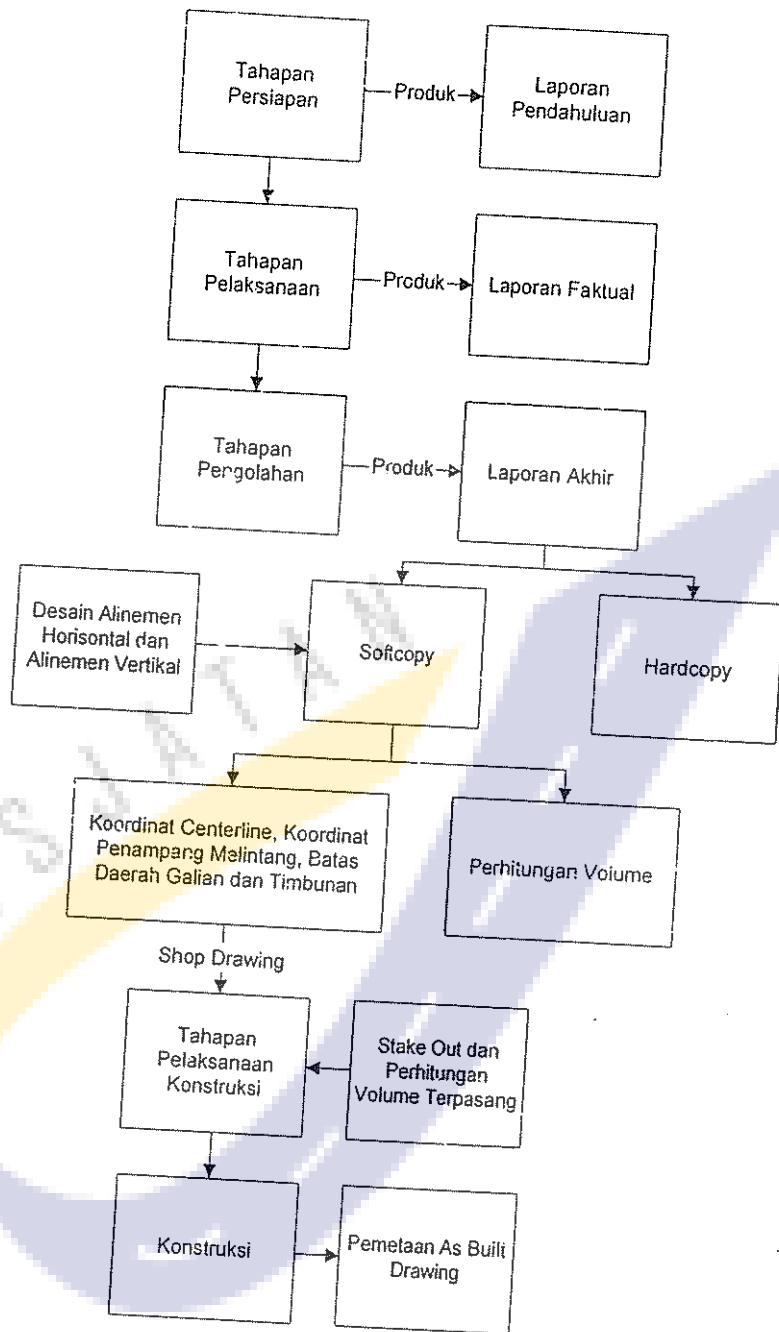 Tahapan
Persiapan
Produk
Laporan
Pendahuluan
Tahapan
Pelaksanaan
Produk
Laporan Faktual
Tahapan
Pengolahan
Produk
Laporan Akhir
Desain Alinemen
Horisontal dan
Alinemen Vertikal
Softcopy
Hardcopy
Koordinat Centerline, Koordinat
Penampang Melintang, Batas
Daerah Galian dan Timbunan
Perhitungan Volume
Shop Drawing
Tahapan
Pelaksanaan
Konstruksi
Stake Out dan
Perhitungan
Volume Terpasang
Konstruksi
Pemetaan As Built
Drawing
S JATAH